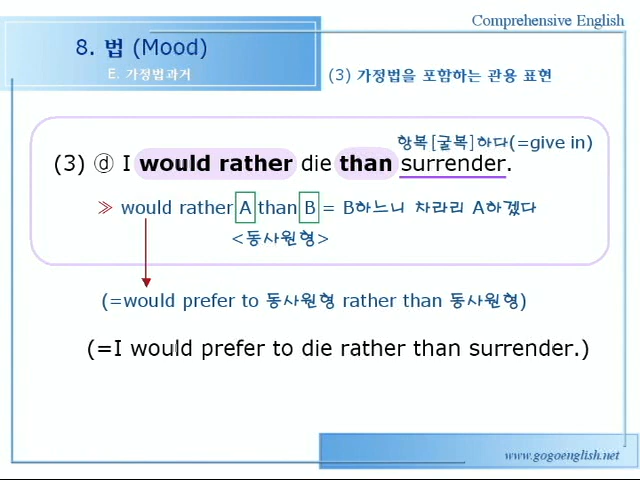 Comprehensive English
8. 법 (Mood)
E. 가정법과거
(3) 가정법을 포함하는 관용 표현
항복[굴복]하다(=give in)
(3) ⓓ I would rather die than surrender.
≫ would rather A than B = B하느니 차라리 A하겠다
<동사원형>
(=would prefer to 동사원형 rather than 동사원형)
(=I would prefer to die rather than surrender.)
www.gogoenglish.net